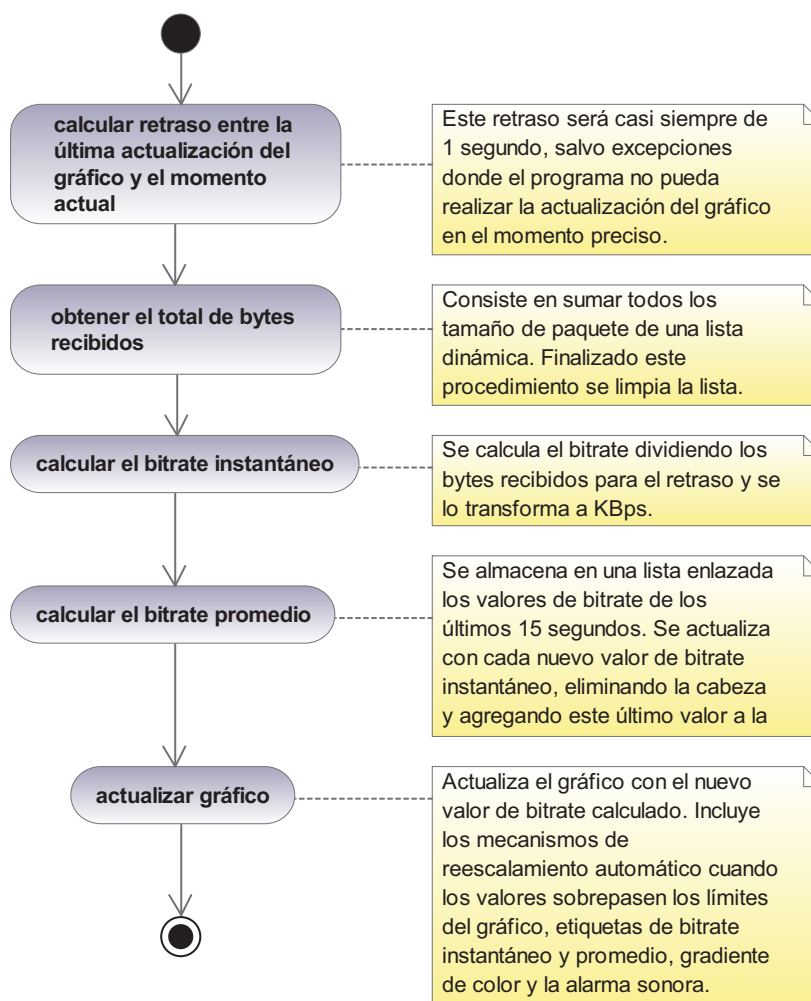 calcular retraso entre la
última actualización del
gráfico y el momento
actual
Este retraso será casi siempre de
1 segundo, salvo excepciones
donde el programa no pueda
realizar la actualización del gráfico
en el momento preciso.
obtener el total de bytes
recibidos
Consiste en sumar todos los
tamaño de paquete de una lista
dinámica. Finalizado este
procedimiento se limpia la lista.
calcular el bitrate instantáneo
Se calcula el bitrate dividiendo los
bytes recibidos para el retraso y se
lo transforma a KBps.
calcular el bitrate promedio
Se almacena en una lista enlazada
los valores de bitrate de los
últimos 15 segundos. Se actualiza
con cada nuevo valor de bitrate
instantáneo, eliminando la cabeza
y agregando este último valor a la
actualizar gráfico
Actualiza el gráfico con el nuevo
valor de bitrate calculado. Incluye
los mecanismos de
reescalamiento automático cuando
los valores sobrepasen los límites
del gráfico, etiquetas de bitrate
instantáneo y promedio, gradiente
de color y la alarma sonora.